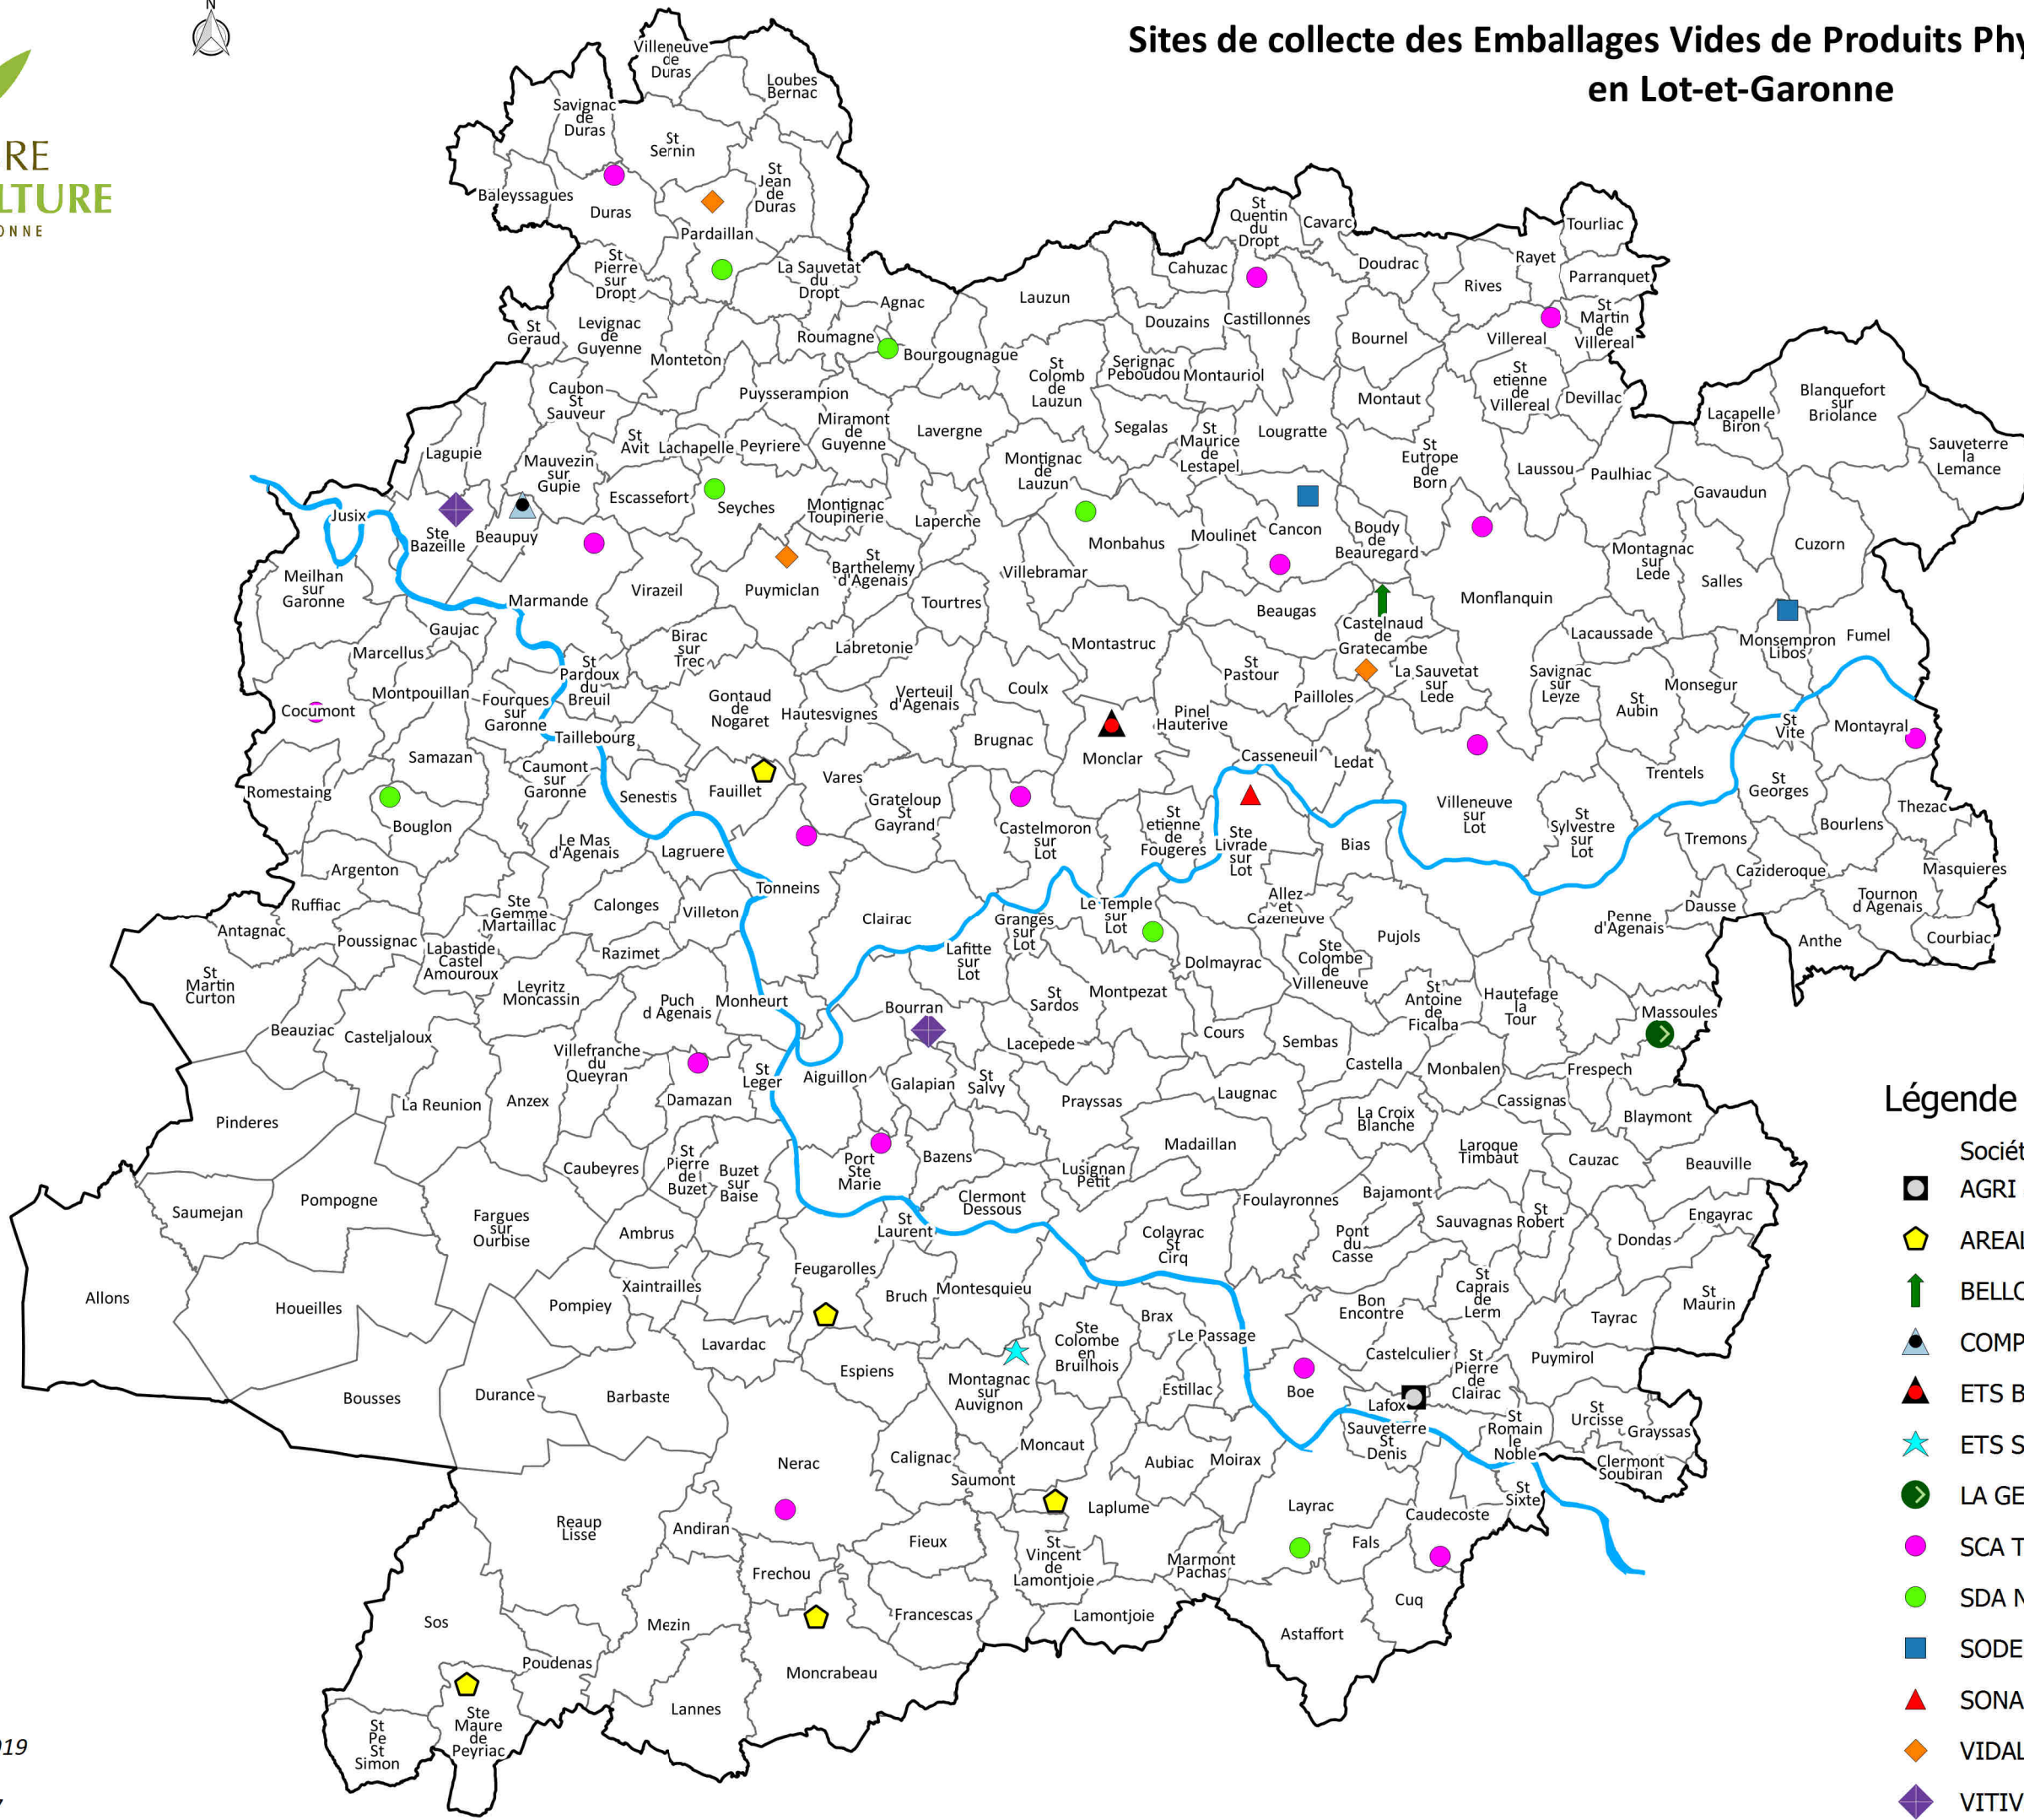 N
Sites de collecte des Emballages Vides de Produits Phy
en Lot-et-Garonne
RE
LTURE
ONNE
Villeneuve
de
Duras
Loubes
Bernac
Savignac
de
Duras
St
Sernin
St
Jean
de
Duras
Baleyssagues
Duras
Pardaillan
St
Pierre
sur
Dropt
La Sauvetat
du
Dropt
Agnac
St
Quentin
du
Dropt
Cavarc
Tourliac
Cahuzac
Doudrac
Rayet
Rives
Parranquet
Lauzun
St
Geraud
Levignac
de
Guyenne
Monteton
Roumagne
Bourgougnague
Douzains
Castillonnes
Bournel
Villereal
St
Martin
de
Villereal
St
Colomb
de
Lauzun
Serignac
Peboudou
Montauriol
St
etienne
de
Villereal
Devillac
Montaut
Caubon
St
Sauveur
Puysserampion
Miramont
de
Guyenne
Lacapelle
Biron
Blanquefort
sur
Briolance
Lagupie
St
Avit
Lachapelle
Peyriere
Lavergne
Segalas
St
Maurice
de
Lestapel
Lougratte
St
Eutrope
de
Born
Laussou
Paulhiac
Sauveterre
la
Lemance
Mauvezin
sur
Gupie
Escassefort
Seyches
Montignac
Toupinerie
Montignac
de
Lauzun
Gavaudun
Jusix
Ste
Bazeille
Beaupuy
Laperche
Monbahus
Moulinet
Cancon
Boudy
de
Beauregard
Montagnac
sur
Lede
Cuzorn
Meilhan
sur
Garonne
Marmande
Virazeil
Puymiclan
St
Barthelemy
d'Agenais
Villebramar
Tourtres
Beaugas
Monflanquin
Salles
Gaujac
Marcellus
Birac
sur
Trec
Labretonie
Montastruc
Castelnaud
de
Gratecambe
Lacaussade
Monsempron
Libos
Fumel
St
Pardoux
du
Breuil
Cocumont
Montpouillan
Fourques
sur
Garonne
Gontaud
de
Nogaret
Hautesvignes
Verteuil
d'Agenais
Coulx
St
Pastour
Pailloles
La Sauvetat
sur
Lede
Savignac
sur
Leyze
St
Aubin
Monsegur
Taillebourg
Brugnac
Pinel
Hauterive
St
Vite
Montayral
Samazan
Monclar
Casseneuil
Ledat
Romestaing
Caumont
sur
Garonne
Senestis
Fauillet
Vares
Grateloup
St
Gayrand
Trentels
St
Georges
Thezac
Bouglon
Le Mas
d'Agenais
Lagruere
Castelmoron
sur
Lot
St
etienne
de
Fougeres
Ste
Livrade
sur
Lot
Bias
Villeneuve
sur
Lot
St
Sylvestre
sur
Lot
Tremons
Bourlens
Argenton
Tonneins
Cazideroque
Masquieres
Ruffiac
Ste
Gemme
Martaillac
Calonges
Villeton
Clairac
Granges
sur
Lot
Le Temple
sur
Lot
Allez
et
Cazeneuve
Penne
d'Agenais
Dausse
Tournon
d Agenais
Antagnac
Poussignac
Labastide
Castel
Amouroux
Razimet
Lafitte
sur
Lot
Dolmayrac
Ste
Colombe
de
Villeneuve
Pujols
Anthe
Courbiac
St
Martin
Curton
Leyritz
Moncassin
Puch
d Agenais
Monheurt
Bourran
St
Sardos
Montpezat
St
Antoine
de
Ficalba
Hautefage
la
Tour
Massoules
Beauziac
Casteljaloux
Villefranche
du
Queyran
Lacepede
Cours
Sembas
Castella
Monbalen
Frespech
St
Leger
Aiguillon
Galapian
St
Salvy
Pinderes
La Reunion
Anzex
Damazan
Prayssas
Laugnac
La Croix
Blanche
Cassignas
Blaymont
Caubeyres
St
Pierre
de
Buzet
Buzet
sur
Baise
Port
Ste
Marie
Bazens
Lusignan
Petit
Madaillan
Laroque
Timbaut
Cauzac
Beauville
Saumejan
Pompogne
Fargues
sur
Ourbise
Ambrus
St
Laurent
Clermont
Dessous
Foulayronnes
Bajamont
Sauvagnas
St
Robert
Engayrac
Colayrac
St
Cirq
Pont
du
Casse
Dondas
Allons
Houeilles
Pompiey
Xaintrailles
Feugarolles
Bruch
Montesquieu
Bon
Encontre
St
Caprais
de
Lerm
Tayrac
St
Maurin
Lavardac
Ste
Colombe
en
Bruilhois
Brax
Le Passage
Castelculier
St
Pierre
de
Clairac
Puymirol
Bousses
Durance
Barbaste
Espiens
Montagnac
sur
Auvignon
Estillac
Boe
Lafox
Sauveterre
St
Denis
St
Romain
le
Noble
St
Urcisse
Grayssas
Clermont
Soubiran
Nerac
Calignac
Saumont
Moncaut
Aubiac
Moirax
Reaup
Lisse
Andiran
Laplume
Layrac
Caudecoste
St
Sixte
Frechou
Fieux
St
Vincent
de
Lamontjoie
Marmont
Pachas
Fals
Sos
Mezin
Francescas
Lamontjoie
Astaffort
Cuq
Poudenas
Moncrabeau
St
Pe
St
Simon
Ste
Maure
de
Peyriac
Lannes
Légende
Sociét
AGRI
AREAL
BELLO
COMP
ETS B
ETS S
LA GE
SCA T
SDA N
SODE
SONA
VIDAL
VITIV
019